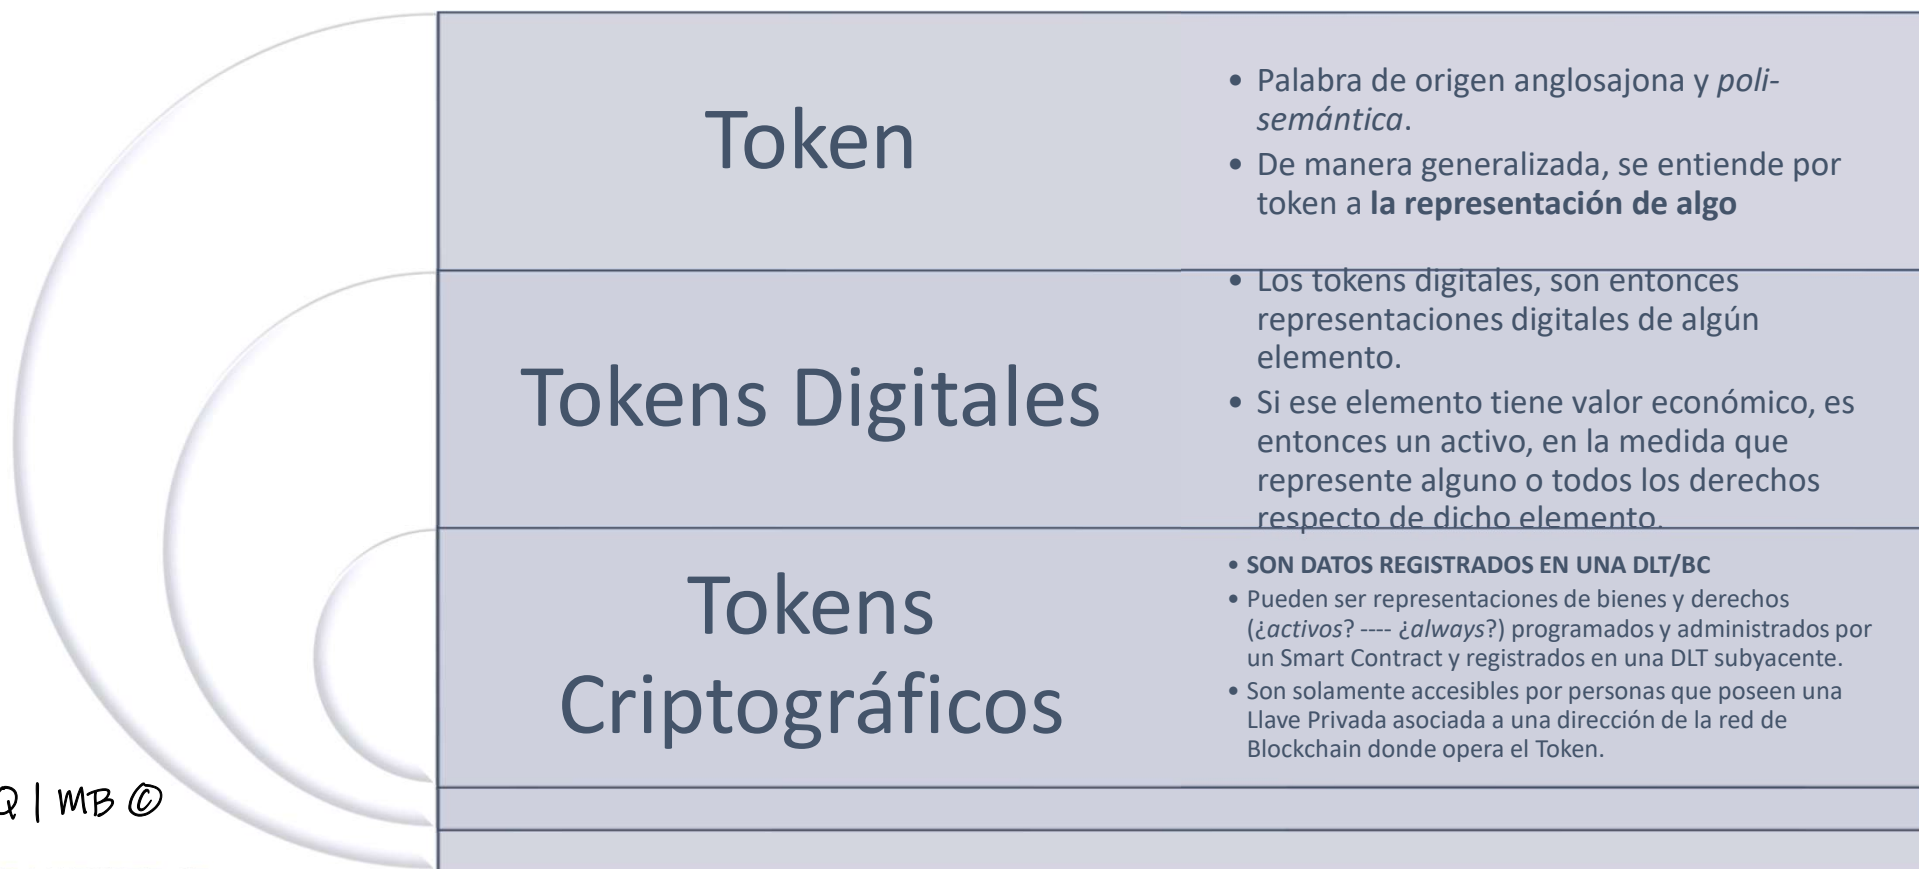 Token
• Palabra de origen anglosajona y poli-
semántica.
• De manera generalizada, se entiende por
token a la representación de algo
Tokens Digitales
• Los tokens digitales, son entonces
representaciones digitales de algún
elemento.
• Si ese elemento tiene valor económico, es
entonces un activo, en la medida que
represente alguno o todos los derechos
respecto de dicho elemento.
Tokens
Criptográficos
• SON DATOS REGISTRADOS EN UNA DLT/BC
• Pueden ser representaciones de bienes y derechos
(¿activos? ---- ¿always?) programados y administrados por
un Smart Contract y registrados en una DLT subyacente.
• Son solamente accesibles por personas que poseen una
Llave Privada asociada a una dirección de la red de
Blockchain donde opera el Token.
Q | MB ©